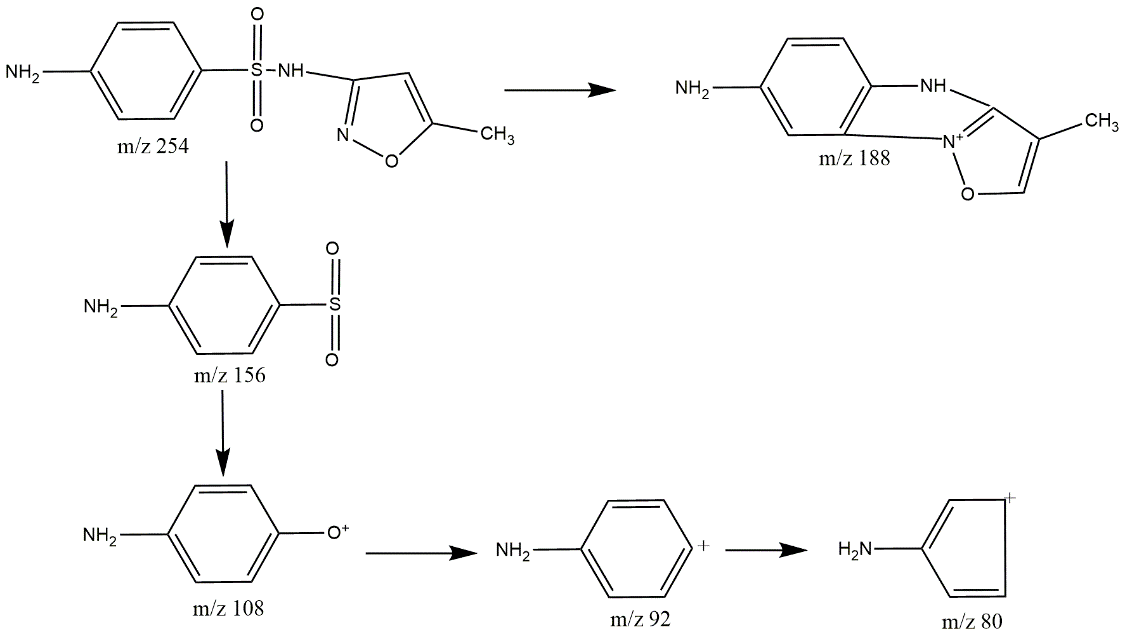 O
NH2
S
NH
O
N
O
CH3
m/z 254
NH2
NH
N+
O
CH3
m/z 188
O
NH2
S
O
m/z 156
NH2
O+
m/z 108
NH2
+
m/z 92
H2N
+
m/z 80